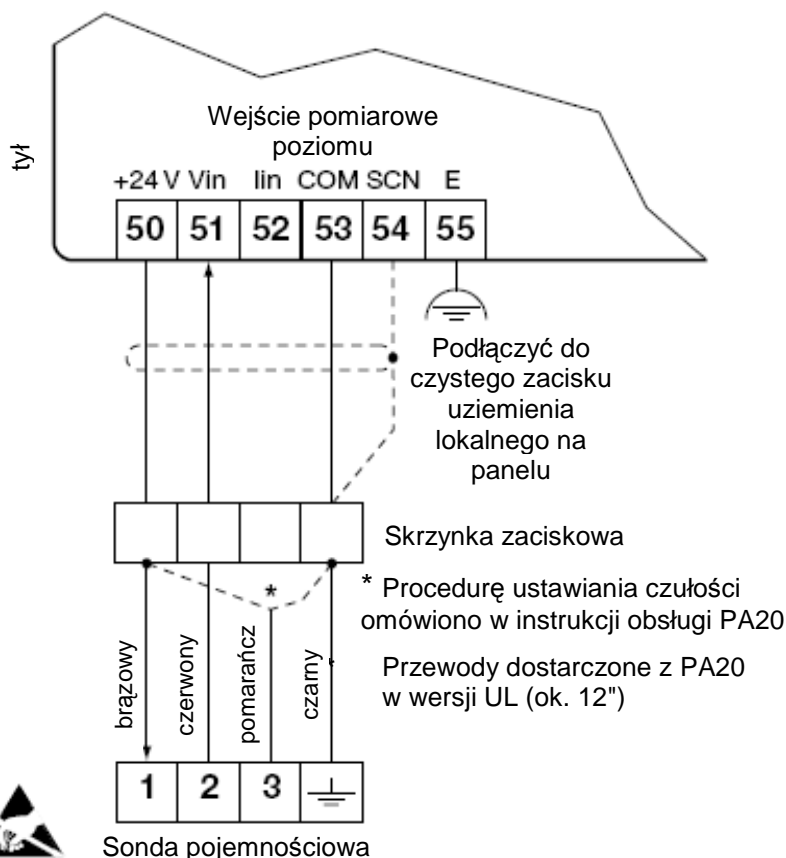 Wejście pomiarowe
poziomu
tył
+24 V Vin Iin COM SCN E
50 51 52 53 54 55
Podłączyć do
czystego zacisku
uziemienia
lokalnego na
panelu
Skrzynka zaciskowa
*
* Procedurę ustawiania czułości
omówiono w instrukcji obsługi PA20
Przewody dostarczone z PA20
w wersji UL (ok. 12")
brązowy
czerwony
pomarańcz
czarny
1 2 3
Sonda pojemnościowa